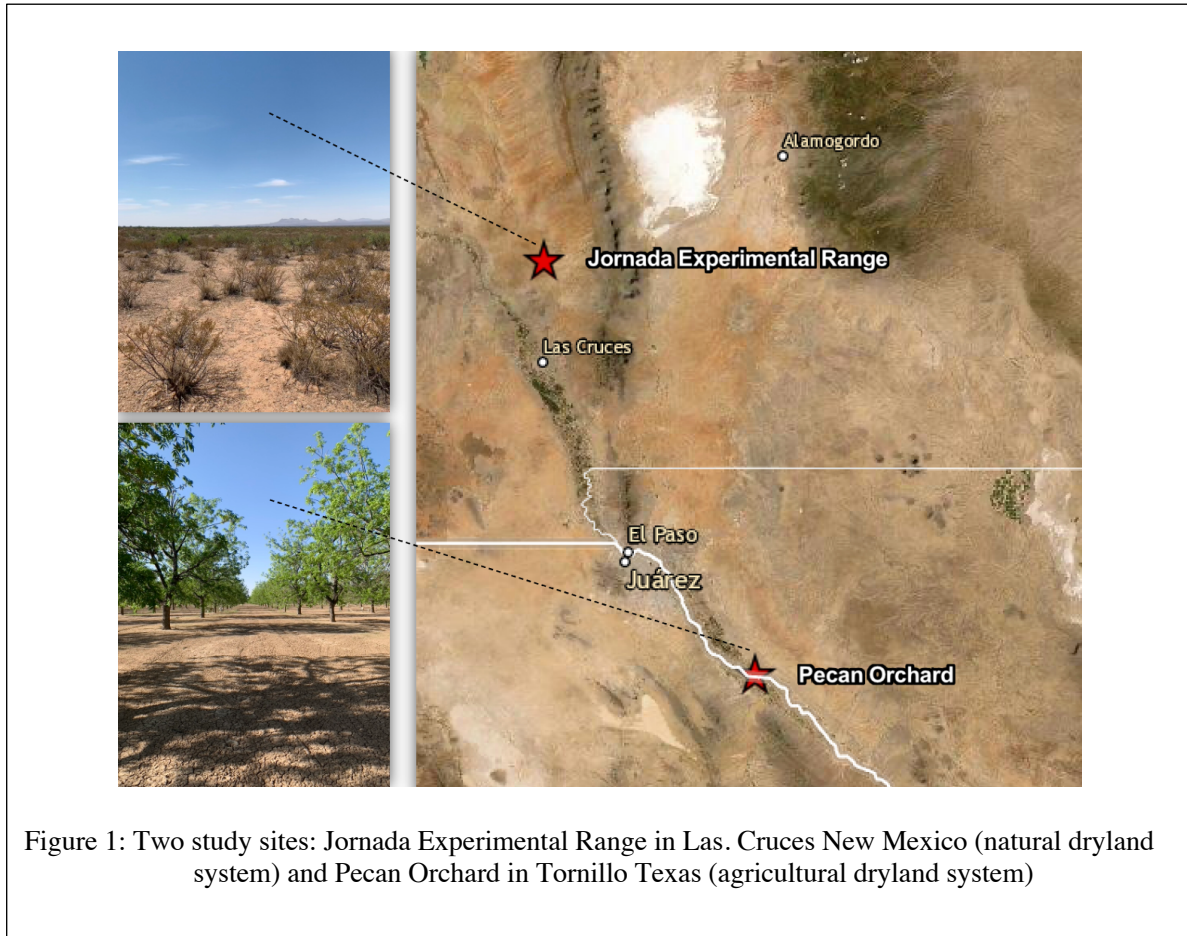 Alamogordo
Jornada Experimental Range
Las Cruces
El Paso
Juárez
Pecan Orchard
Figure 1: Two study sites: Jornada Experimental Range in Las. Cruces New Mexico (natural dryland
system) and Pecan Orchard in Tornillo Texas (agricultural dryland system)